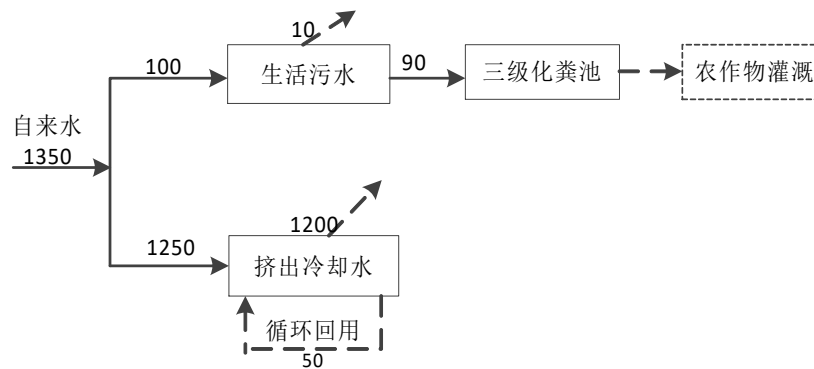 10
100
生活污水
90
三级化粪池
农作物灌溉
自来水
1350
1250
1200
挤出冷却水
循环回用
50